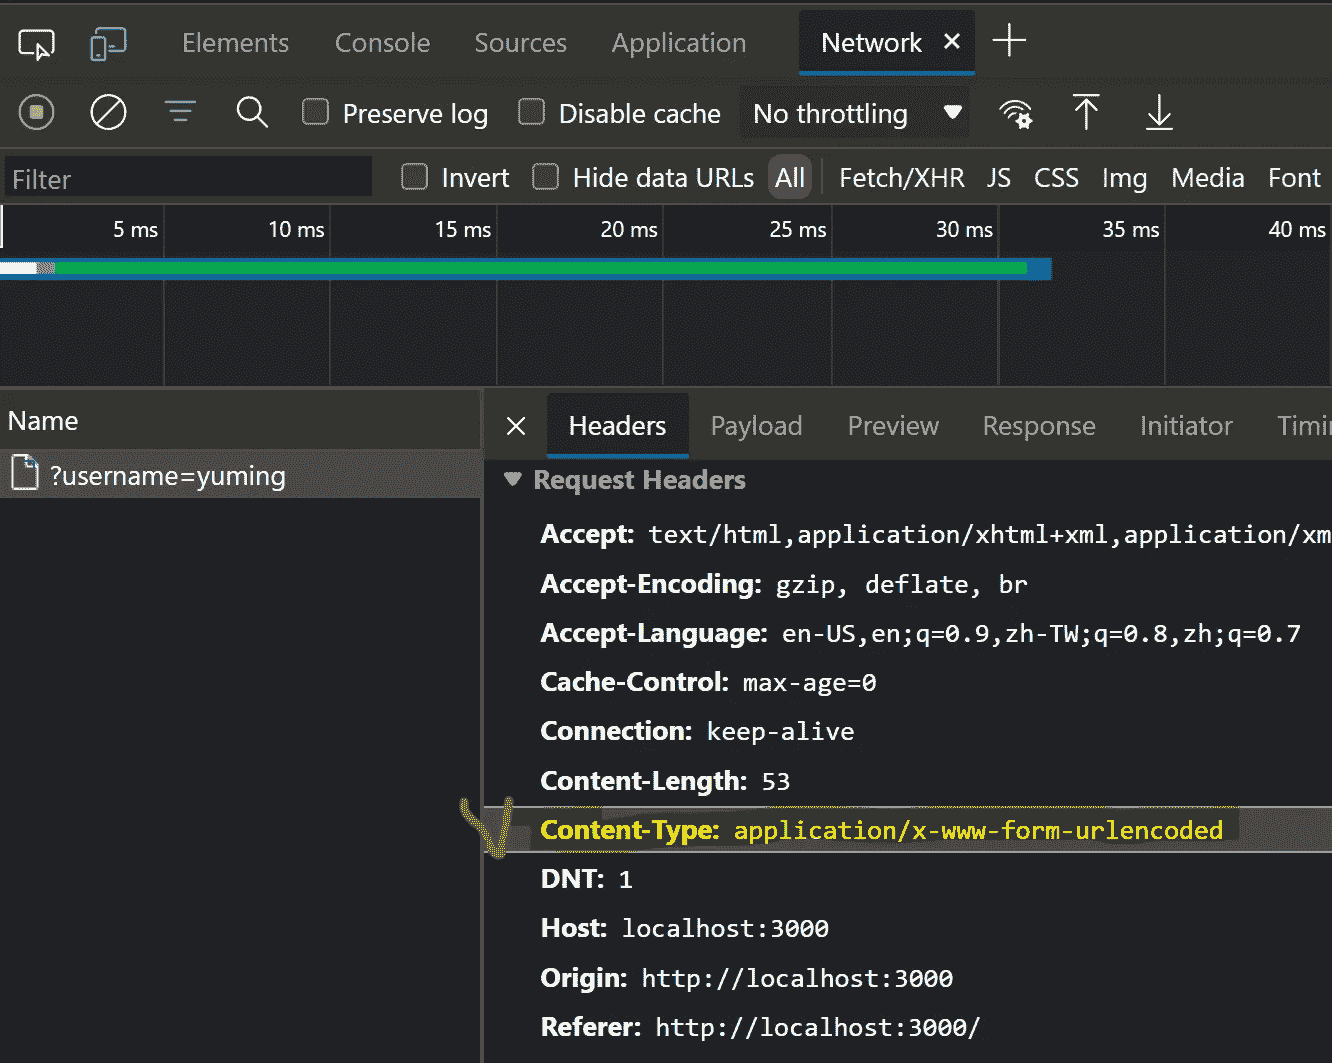 Elements Console Sources Application Network
Preserve log Disable cache No throttling
Filter Invert Hide data URLs All Fetch/XHR JS CSS Img Media Font
5 ms 10 ms 15 ms 20 ms 25 ms 30 ms 35 ms 40 ms
Name
?username=yuming
Headers Payload Preview Response Initiator Timi
Request Headers
Accept: text/html,application/xhtml+xml,application/xm
Accept-Encoding: gzip, deflate, br
Accept-Language: en-US,en;q=0.9,zh-TW;q=0.8,zh;q=0.7
Cache-Control: max-age=0
Connection: keep-alive
Content-Length: 53
Content-Type: application/x-www-form-urlencoded
DNT: 1
Host: localhost:3000
Origin: http://localhost:3000
Referer: http://localhost:3000/